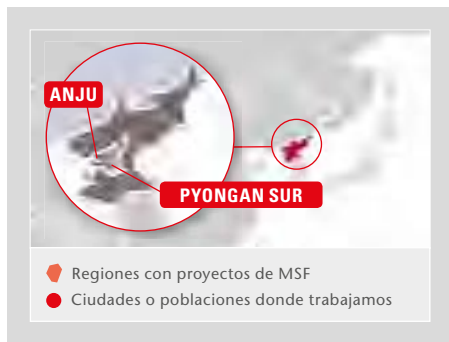 ANJU
PYONGAN SUR
Regiones con proyectos de MSF
Ciudades o poblaciones donde trabajamos